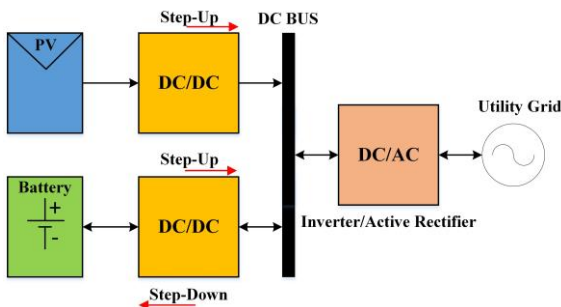 Step-Up
DC BUS
PV
DC/DC
Utility Grid
DC/AC
Step-Up
Battery
+
-
DC/DC
Inverter/Active Rectifier
Step-Down